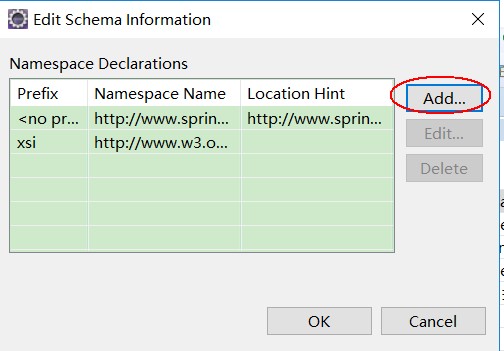 Edit Schema Information
Namespace Declarations
Prefix Namespace Name Location Hint
<no pr... http://www.sprin... http://www.sprin...
xsi http://www.w3.o...
Add...
Edit...
Delete
OK Cancel